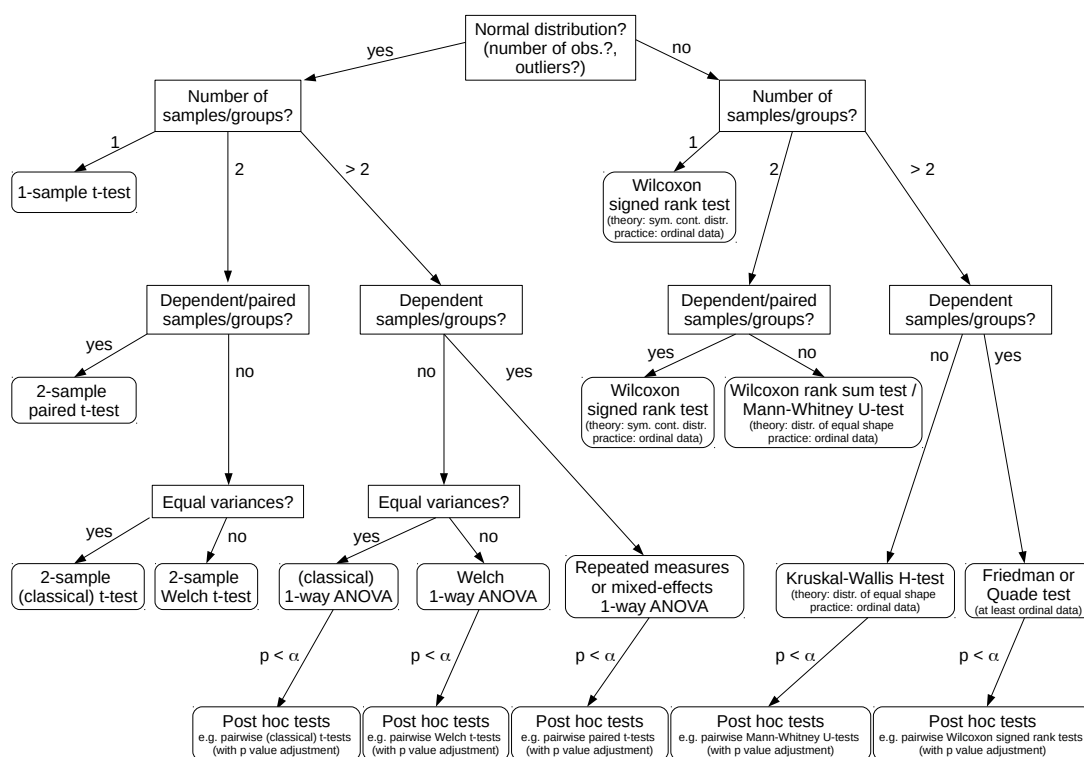 Normal distribution?
(number of obs.?,
outliers?)
yes
no
Number of
samples/groups?
Number of
samples/groups?
1
2
> 2
1
2
> 2
1-sample t-test
Wilcoxon
signed rank test
(theory: sym. cont. distr.
practice: ordinal data)
Dependent/paired
samples/groups?
Dependent
samples/groups?
Dependent/paired
samples/groups?
Dependent
samples/groups?
yes
no
no
yes
yes
no
no
yes
2-sample
paired t-test
Wilcoxon
signed rank test
(theory: sym. cont. distr.
practice: ordinal data)
Wilcoxon rank sum test /
Mann-Whitney U-test
(theory: distr. of equal shape
practice: ordinal data)
Equal variances?
Equal variances?
yes
no
yes
no
2-sample
(classical) t-test
2-sample
Welch t-test
(classical)
1-way ANOVA
Welch
1-way ANOVA
Repeated measures
or mixed-effects
1-way ANOVA
Kruskal-Wallis H-test
(theory: distr. of equal shape
practice: ordinal data)
Friedman or
Quade test
(at least ordinal data)
p < α
p < α
p < α
p < α
p < α
Post hoc tests
e.g. pairwise (classical) t-tests
(with p value adjustment)
Post hoc tests
e.g. pairwise Welch t-tests
(with p value adjustment)
Post hoc tests
e.g. pairwise paired t-tests
(with p value adjustment)
Post hoc tests
e.g. pairwise Mann-Whitney U-tests
(with p value adjustment)
Post hoc tests
e.g. pairwise Wilcoxon signed rank tests
(with p value adjustment)